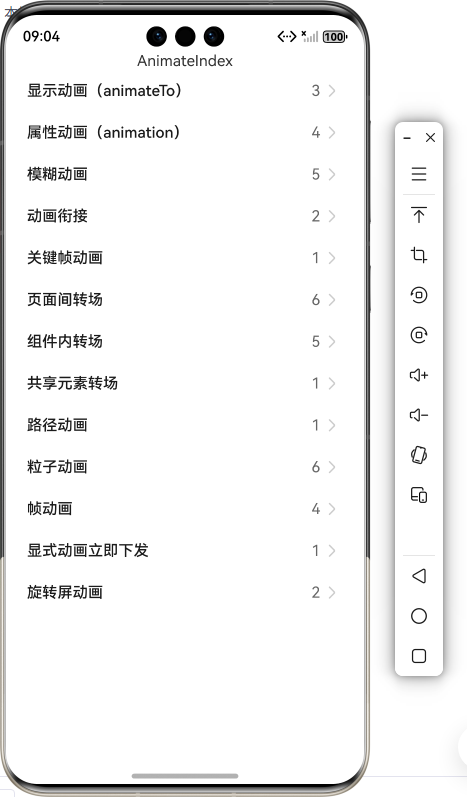 本
09:04
100
AnimateIndex
显示动画（animateTo） 3
属性动画（animation） 4
模糊动画 5
动画衔接 2
关键帧动画 1
页面间转场 6
组件内转场 5
共享元素转场 1
路径动画 1
粒子动画 6
帧动画 4
显式动画立即下发 1
旋转屏动画 2